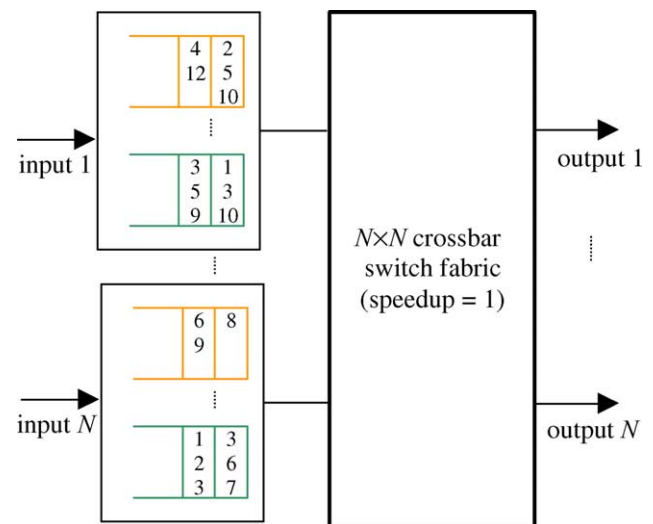 4 2
12 5
10
3 1
5 3
9 10
input 1
6 8
9
1 3
2 6
3 7
input N
N×N crossbar
switch fabric
(speedup = 1)
output 1
output N